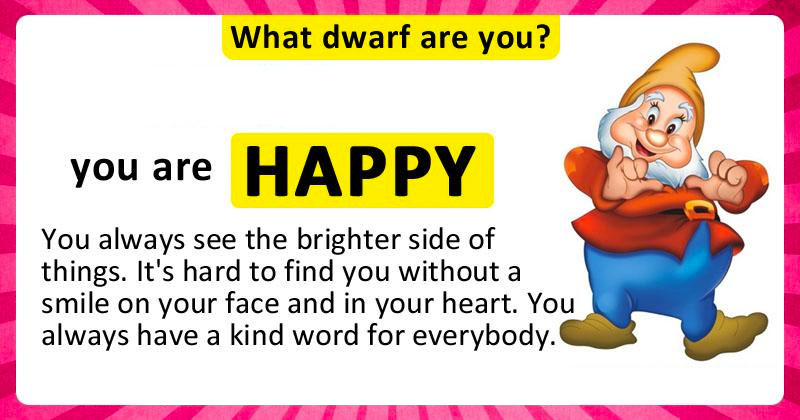 What dwarf are you?
you are HAPPY
You always see the brighter side of
things. It's hard to find you without a
smile on your face and in your heart. You
always have a kind word for everybody.